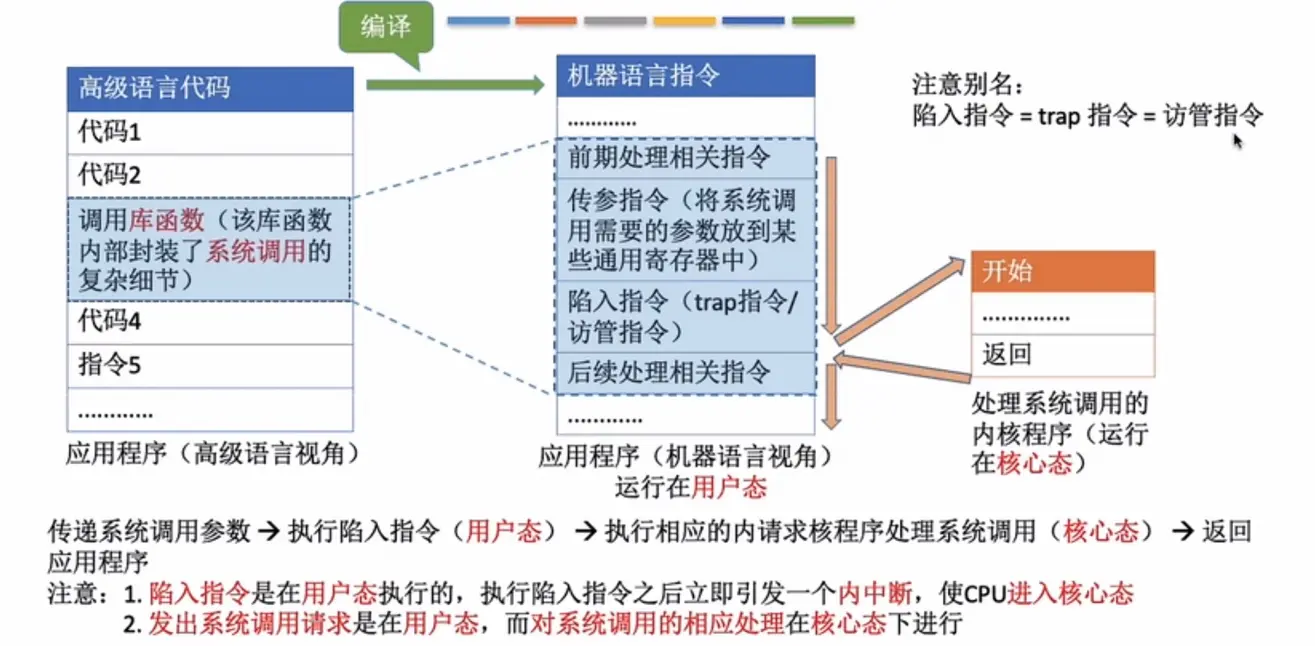 编译
高级语言代码
代码1
代码2
调用库函数（该库函数
内部封装了系统调用的
复杂细节）
代码4
指令5
............
应用程序（高级语言视角）
机器语言指令
............
前期处理相关指令
传参指令（将系统调
用需要的参数放到某
些通用寄存器中）
陷入指令（trap指令/
访管指令）
后续处理相关指令
............
应用程序（机器语言视角）
运行在用户态
注意别名：
陷入指令 = trap 指令 = 访管指令
开始
..............
返回
处理系统调用的
内核程序（运行
在核心态）
传递系统调用参数 → 执行陷入指令（用户态） → 执行相应的内请求核程序处理系统调用（核心态） → 返回
应用程序
注意：1. 陷入指令是在用户态执行的，执行陷入指令之后立即引发一个内中断，使CPU进入核心态
2. 发出系统调用请求是在用户态，而对系统调用的相应处理在核心态下进行